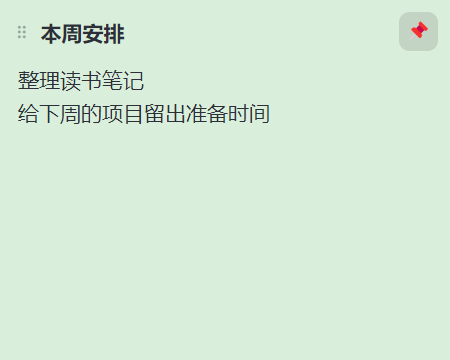 本周安排
整理读书笔记
给下周的项目留出准备时间